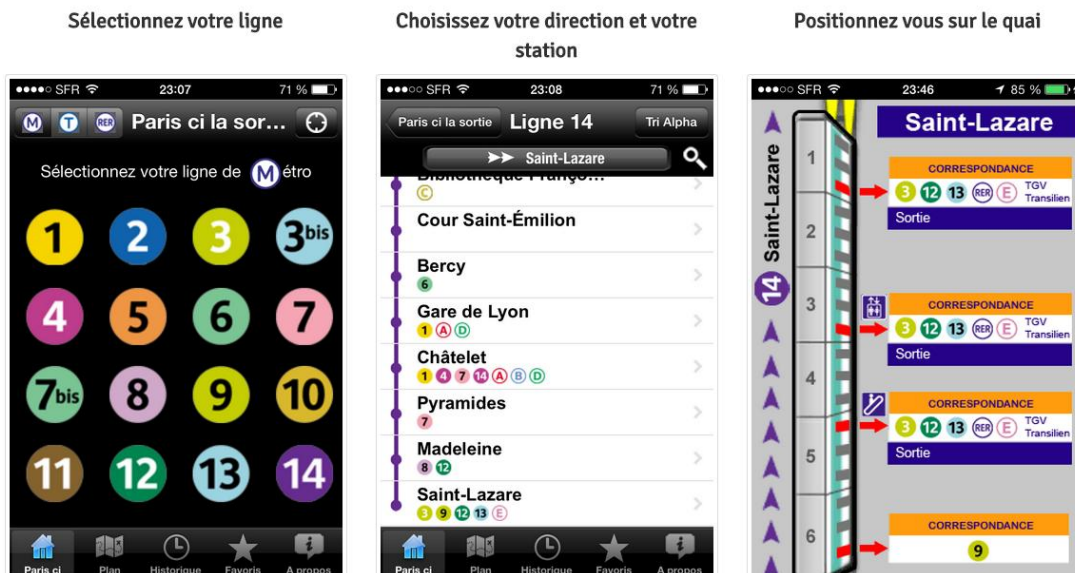 Sélectionnez votre ligne
SFR 23:07 71 %
M T RER Paris ci la sor...
Sélectionnez votre ligne de M étro
1 2 3 3bis
4 5 6 7
7bis 8 9 10
11 12 13 14
Paris ci Plan Historique Favoris A propos
Choisissez votre direction et votre
station
SFR 23:08 71 %
Paris ci la sortie Ligne 14 Tri Alpha
Saint-Lazare
Bibliothèque Franço...
C
Cour Saint-Émilion
Bercy
6
Gare de Lyon
1 A D
Châtelet
1 4 7 14 A B D
Pyramides
7
Madeleine
8 12
Saint-Lazare
3 9 12 13 E
Paris ci Plan Historique Favoris A propos
Positionnez vous sur le quai
SFR 23:46 85 %
Saint-Lazare
14 Saint-Lazare
1
2
3
4
5
6
CORRESPONDANCE
3 12 13 RER E TGV
Transilien
Sortie
CORRESPONDANCE
3 12 13 RER E TGV
Transilien
Sortie
CORRESPONDANCE
3 12 13 RER E TGV
Transilien
Sortie
CORRESPONDANCE
9